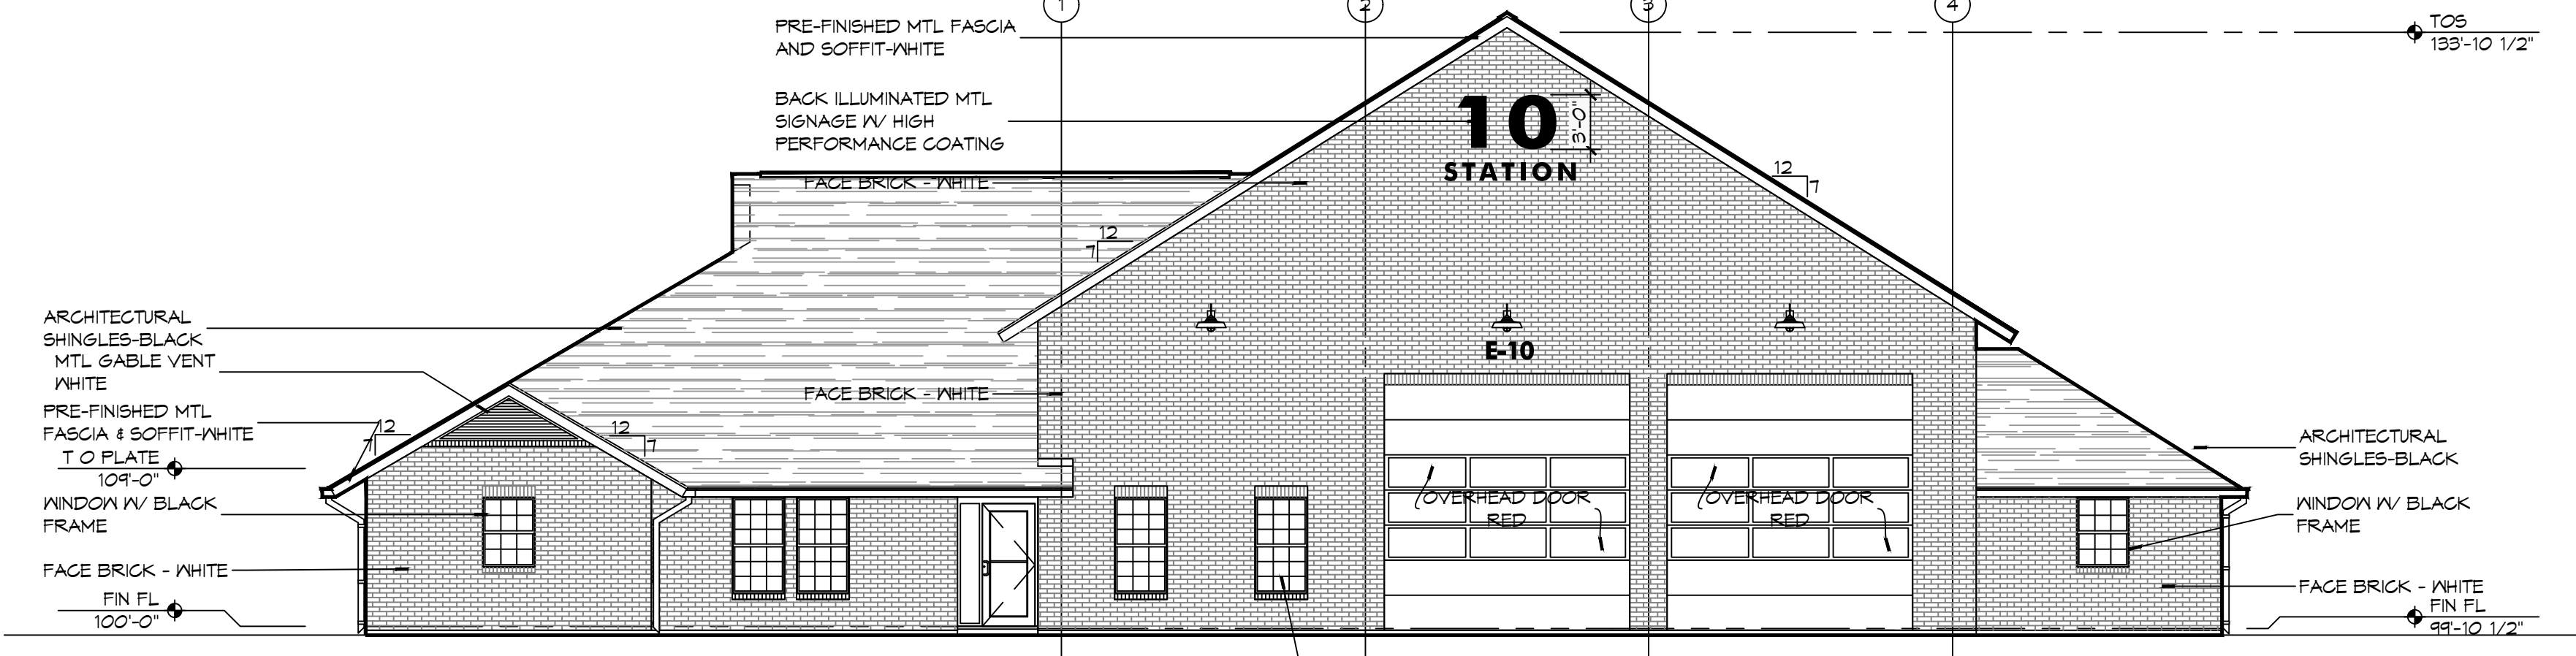 1
2
3
4
PRE-FINISHED MTL FASCIA
AND SOFFIT-WHITE
TOS
133'-10 1/2"
BACK ILLUMINATED MTL
SIGNAGE W/ HIGH
PERFORMANCE COATING
10
3'-0"
STATION
FACE BRICK - WHITE
12
7
12
7
ARCHITECTURAL
SHINGLES-BLACK
MTL GABLE VENT
WHITE
E-10
FACE BRICK - WHITE
PRE-FINISHED MTL
FASCIA & SOFFIT-WHITE
12
7
12
7
T O PLATE
109'-0"
ARCHITECTURAL
SHINGLES-BLACK
WINDOW W/ BLACK
FRAME
OVERHEAD DOOR
RED
OVERHEAD DOOR
RED
WINDOW W/ BLACK
FRAME
FACE BRICK - WHITE
FACE BRICK - WHITE
FIN FL
100'-0"
FIN FL
99'-10 1/2"